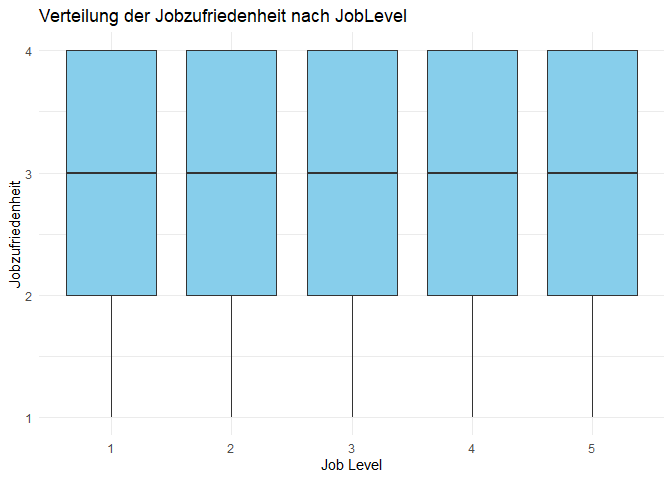 Verteilung der Jobzufriedenheit nach JobLevel
Jobzufriedenheit
4
3
2
1
1 2 3 4 5
Job Level